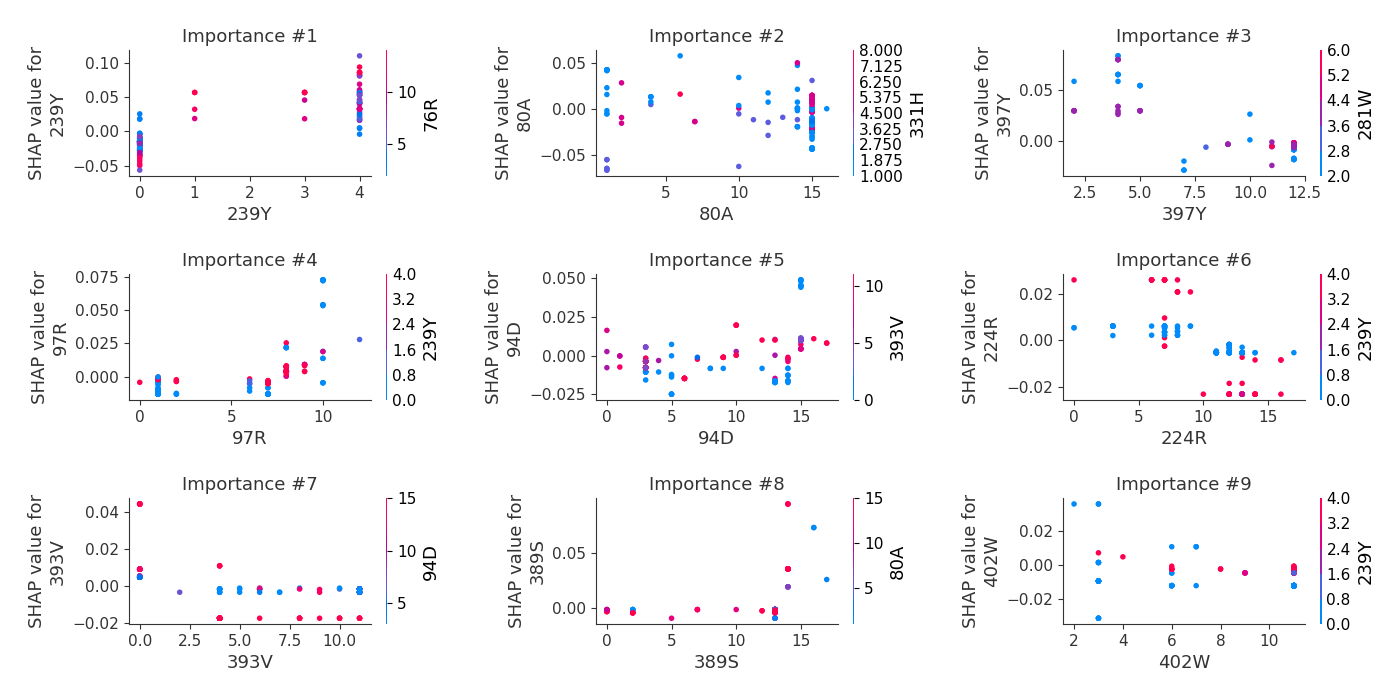 Importance #1
SHAP value for
239Y
0.10
0.05
0.00
−0.05
0
1
2
3
4
239Y
10
5
76R
Importance #2
SHAP value for
80A
0.05
0.00
−0.05
5
10
15
80A
8.000
7.125
6.250
5.375
4.500
3.625
2.750
1.875
1.000
331H
Importance #3
SHAP value for
397Y
0.05
0.00
2.5
5.0
7.5
10.0
12.5
397Y
6.0
5.2
4.4
3.6
2.8
2.0
281W
Importance #4
SHAP value for
97R
0.075
0.050
0.025
0.000
0
5
10
97R
4.0
3.2
2.4
1.6
0.8
0.0
239Y
Importance #5
SHAP value for
94D
0.050
0.025
0.000
−0.025
0
5
10
15
94D
10
5
0
393V
Importance #6
SHAP value for
224R
0.02
0.00
−0.02
0
5
10
15
224R
4.0
3.2
2.4
1.6
0.8
0.0
239Y
Importance #7
SHAP value for
393V
0.04
0.02
0.00
−0.02
0.0
2.5
5.0
7.5
10.0
393V
15
10
5
94D
Importance #8
SHAP value for
389S
0.05
0.00
0
5
10
15
389S
15
10
5
80A
Importance #9
SHAP value for
402W
0.02
0.00
−0.02
2
4
6
8
10
402W
4.0
3.2
2.4
1.6
0.8
0.0
239Y